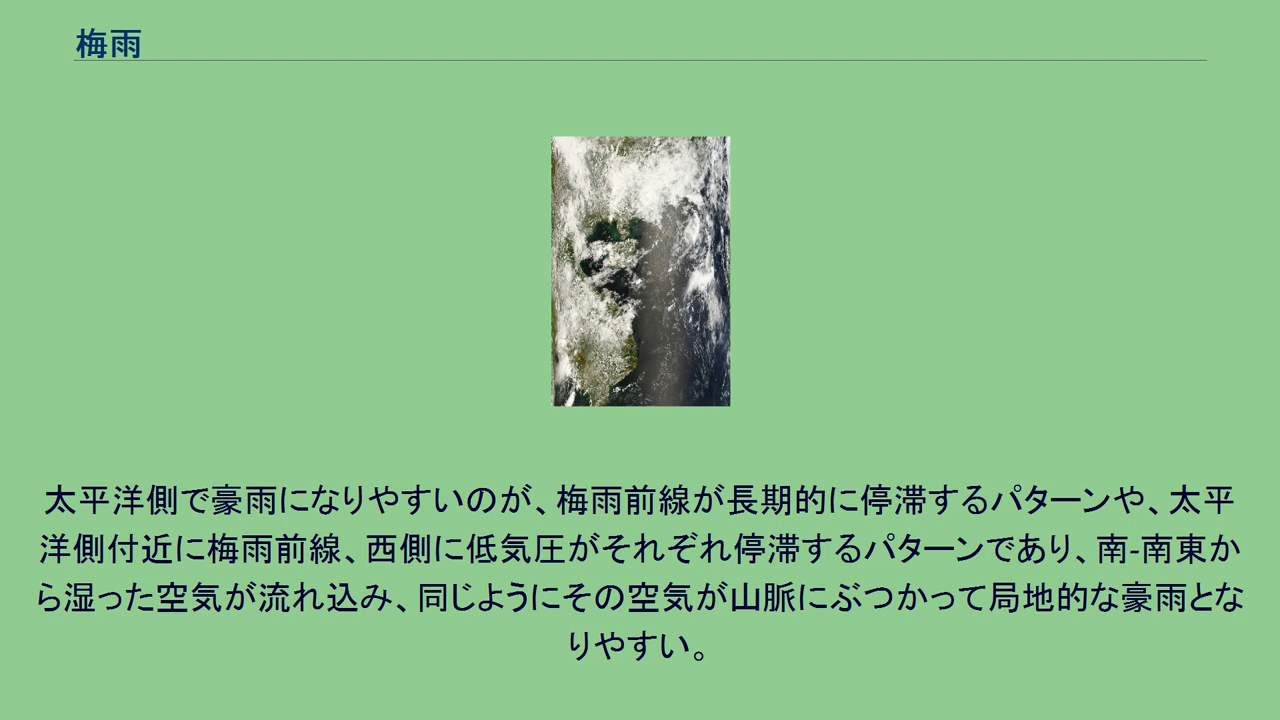 梅雨
太平洋側で豪雨になりやすいのが、梅雨前線が長期的に停滞するパターンや、太平
洋側付近に梅雨前線、西側に低気圧がそれぞれ停滞するパターンであり、南-南東か
ら湿った空気が流れ込み、同じようにその空気が山脈にぶつかって局地的な豪雨とな
りやすい。